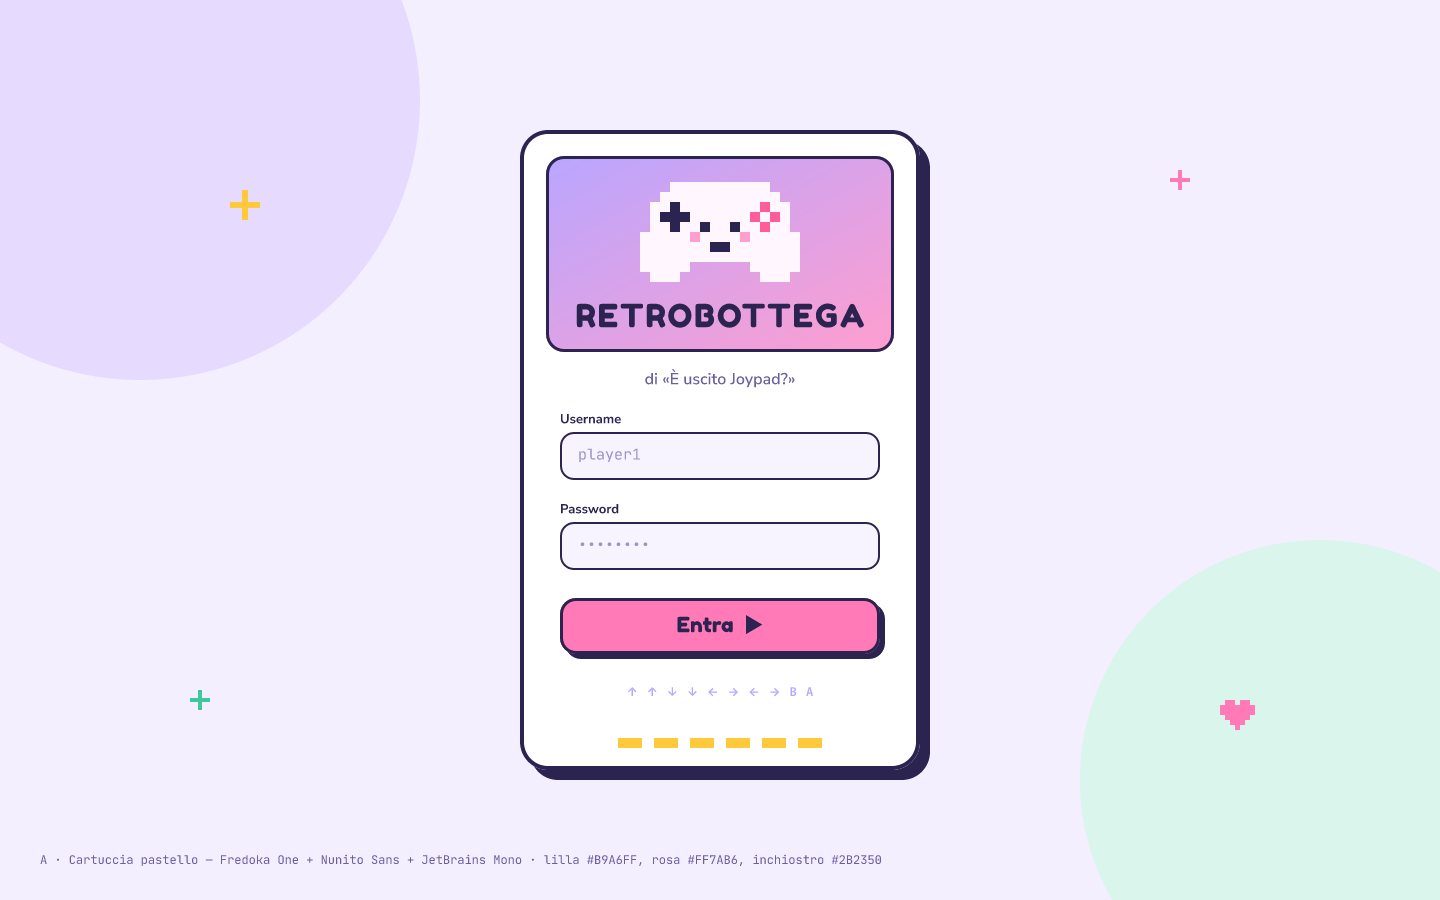 RETROBOTTEGA
di «È uscito Joypad?»
Username
player1
Password
••••••••
Entra ▶
↑ ↑ ↓ ↓ ← → ← → B A
A · Cartuccia pastello — Fredoka One + Nunito Sans + JetBrains Mono · lilla #B9A6FF, rosa #FF7AB6, inchiostro #2B2350